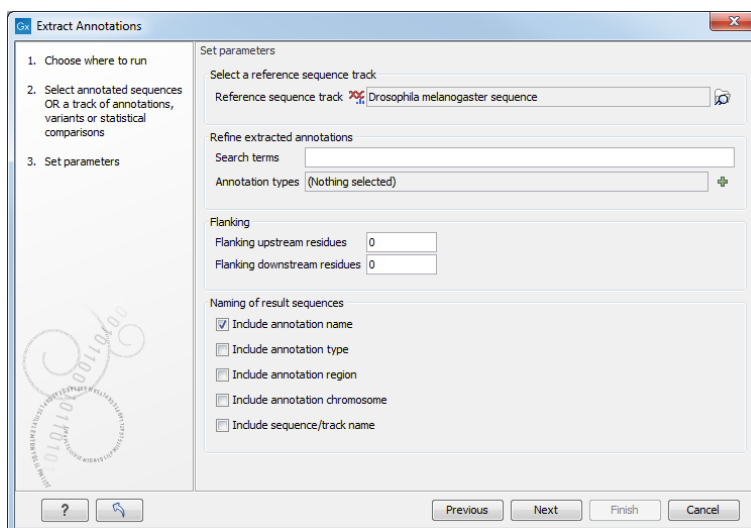 Gx Extract Annotations
1. Choose where to run
2. Select annotated sequences
OR a track of annotations,
variants or statistical
comparisons
3. Set parameters
Set parameters
Select a reference sequence track
Reference sequence track Drosophila melanogaster sequence
Refine extracted annotations
Search terms
Annotation types (Nothing selected)
Flanking
Flanking upstream residues 0
Flanking downstream residues 0
Naming of result sequences
Include annotation name
Include annotation type
Include annotation region
Include annotation chromosome
Include sequence/track name
? Previous Next Finish Cancel